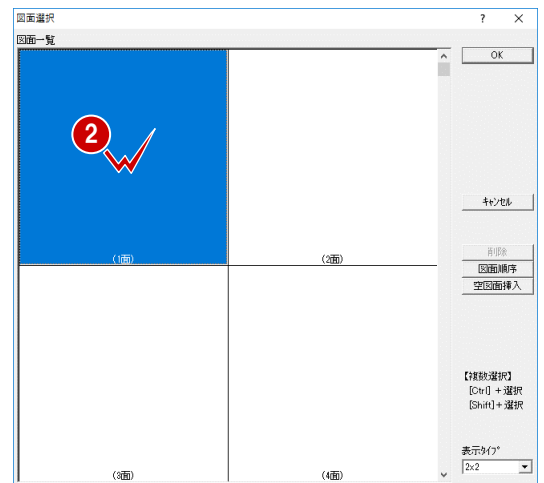 図面選択
図面一覧
OK
2
キャンセル
(1面)
(2面)
削除
図面順序
空図面挿入
【複数選択】
[Ctrl] + 選択
[Shift] + 選択
表示タイプ
2x2
(3面)
(4面)